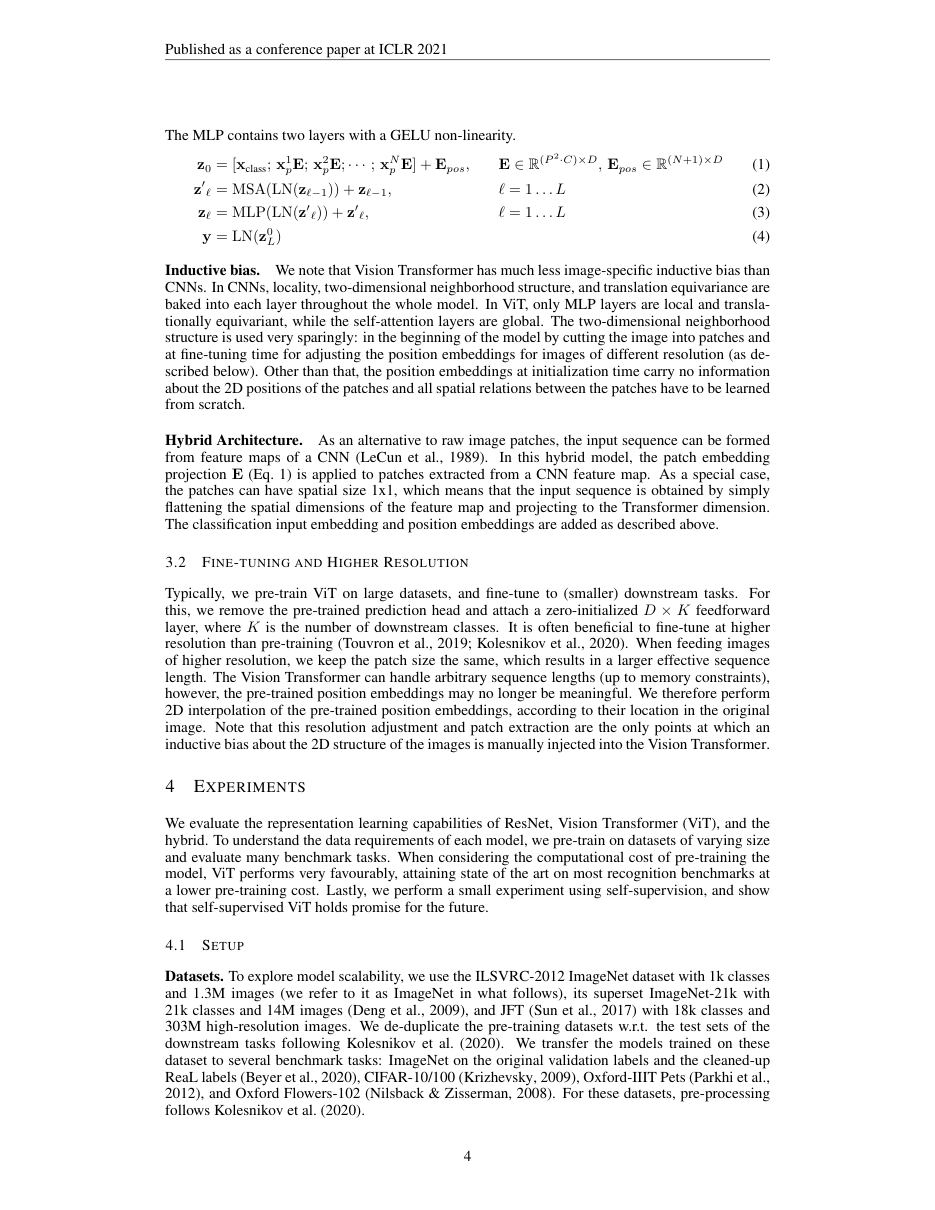 Published as a conference paper at ICLR 2021
The MLP contains two layers with a GELU non-linearity.
z₀ = [x_class; x¹_pE; x²_pE; ⋯ ; x^N_pE] + E_pos, E ∈ ℝ^(P²·C)×D, E_pos ∈ ℝ^(N+1)×D (1)
z′_ℓ = MSA(LN(z_ℓ−1)) + z_ℓ−1, ℓ = 1 … L (2)
z_ℓ = MLP(LN(z′_ℓ)) + z′_ℓ, ℓ = 1 … L (3)
y = LN(z⁰_L) (4)
Inductive bias. We note that Vision Transformer has much less image-specific inductive bias than
CNNs. In CNNs, locality, two-dimensional neighborhood structure, and translation equivariance are
baked into each layer throughout the whole model. In ViT, only MLP layers are local and transla-
tionally equivariant, while the self-attention layers are global. The two-dimensional neighborhood
structure is used very sparingly: in the beginning of the model by cutting the image into patches and
at fine-tuning time for adjusting the position embeddings for images of different resolution (as de-
scribed below). Other than that, the position embeddings at initialization time carry no information
about the 2D positions of the patches and all spatial relations between the patches have to be learned
from scratch.
Hybrid Architecture. As an alternative to raw image patches, the input sequence can be formed
from feature maps of a CNN (LeCun et al., 1989). In this hybrid model, the patch embedding
projection E (Eq. 1) is applied to patches extracted from a CNN feature map. As a special case,
the patches can have spatial size 1x1, which means that the input sequence is obtained by simply
flattening the spatial dimensions of the feature map and projecting to the Transformer dimension.
The classification input embedding and position embeddings are added as described above.
3.2 FINE-TUNING AND HIGHER RESOLUTION
Typically, we pre-train ViT on large datasets, and fine-tune to (smaller) downstream tasks. For
this, we remove the pre-trained prediction head and attach a zero-initialized D × K feedforward
layer, where K is the number of downstream classes. It is often beneficial to fine-tune at higher
resolution than pre-training (Touvron et al., 2019; Kolesnikov et al., 2020). When feeding images
of higher resolution, we keep the patch size the same, which results in a larger effective sequence
length. The Vision Transformer can handle arbitrary sequence lengths (up to memory constraints),
however, the pre-trained position embeddings may no longer be meaningful. We therefore perform
2D interpolation of the pre-trained position embeddings, according to their location in the original
image. Note that this resolution adjustment and patch extraction are the only points at which an
inductive bias about the 2D structure of the images is manually injected into the Vision Transformer.
4 EXPERIMENTS
We evaluate the representation learning capabilities of ResNet, Vision Transformer (ViT), and the
hybrid. To understand the data requirements of each model, we pre-train on datasets of varying size
and evaluate many benchmark tasks. When considering the computational cost of pre-training the
model, ViT performs very favourably, attaining state of the art on most recognition benchmarks at
a lower pre-training cost. Lastly, we perform a small experiment using self-supervision, and show
that self-supervised ViT holds promise for the future.
4.1 SETUP
Datasets. To explore model scalability, we use the ILSVRC-2012 ImageNet dataset with 1k classes
and 1.3M images (we refer to it as ImageNet in what follows), its superset ImageNet-21k with
21k classes and 14M images (Deng et al., 2009), and JFT (Sun et al., 2017) with 18k classes and
303M high-resolution images. We de-duplicate the pre-training datasets w.r.t. the test sets of the
downstream tasks following Kolesnikov et al. (2020). We transfer the models trained on these
dataset to several benchmark tasks: ImageNet on the original validation labels and the cleaned-up
ReaL labels (Beyer et al., 2020), CIFAR-10/100 (Krizhevsky, 2009), Oxford-IIIT Pets (Parkhi et al.,
2012), and Oxford Flowers-102 (Nilsback & Zisserman, 2008). For these datasets, pre-processing
follows Kolesnikov et al. (2020).
4